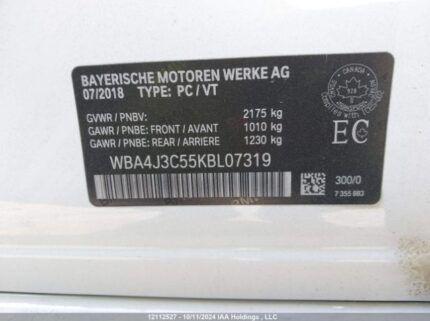 BAYERISCHE MOTOREN WERKE AG
07/2018 TYPE: PC / VT
GVWR / PNBV: 2175 kg
GAWR / PNBE: FRONT / AVANT 1010 kg
GAWR / PNBE: REAR / ARRIERE 1230 kg
WBA4J3C55KBL07319
CANADA
EC
300/0
7 355 983
12112527 - 10/11/2024 IAA Holdings, LLC Copyright